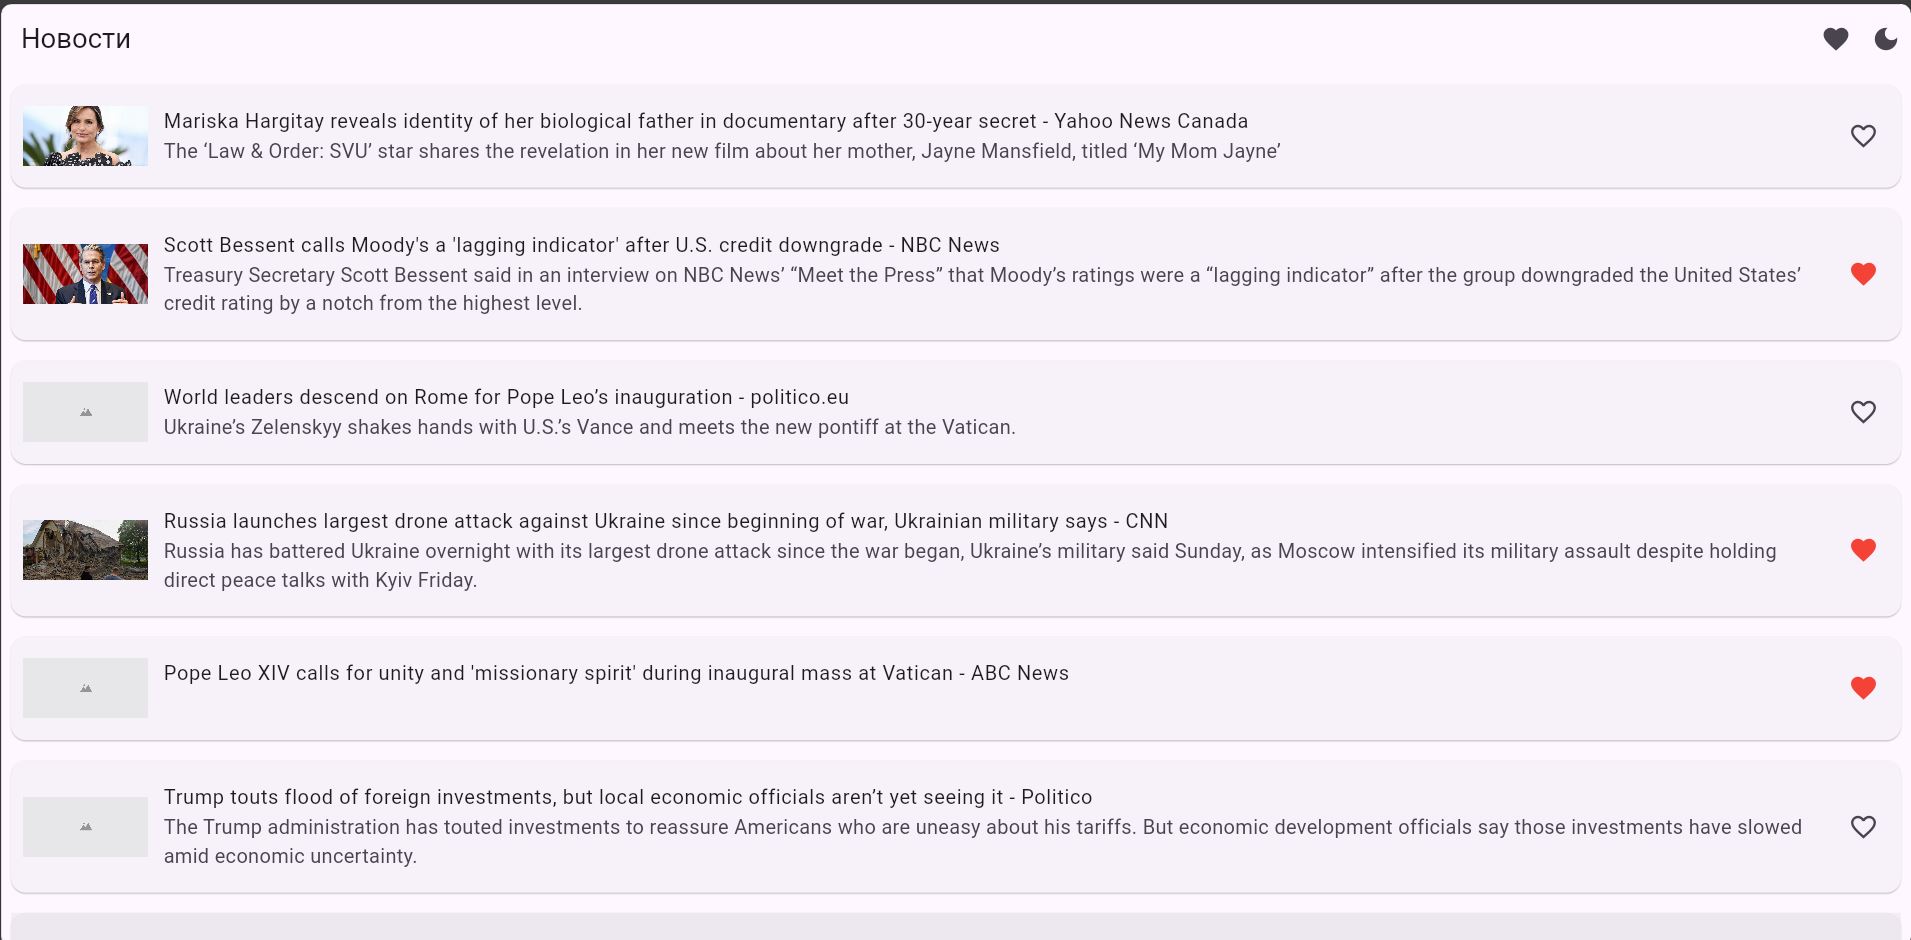 Новости
Mariska Hargitay reveals identity of her biological father in documentary after 30-year secret - Yahoo News Canada
The ‘Law & Order: SVU’ star shares the revelation in her new film about her mother, Jayne Mansfield, titled ‘My Mom Jayne’
Scott Bessent calls Moody's a 'lagging indicator' after U.S. credit downgrade - NBC News
Treasury Secretary Scott Bessent said in an interview on NBC News’ “Meet the Press” that Moody’s ratings were a “lagging indicator” after the group downgraded the United States’
credit rating by a notch from the highest level.
World leaders descend on Rome for Pope Leo’s inauguration - politico.eu
Ukraine’s Zelenskyy shakes hands with U.S.’s Vance and meets the new pontiff at the Vatican.
Russia launches largest drone attack against Ukraine since beginning of war, Ukrainian military says - CNN
Russia has battered Ukraine overnight with its largest drone attack since the war began, Ukraine’s military said Sunday, as Moscow intensified its military assault despite holding
direct peace talks with Kyiv Friday.
Pope Leo XIV calls for unity and 'missionary spirit' during inaugural mass at Vatican - ABC News
Trump touts flood of foreign investments, but local economic officials aren’t yet seeing it - Politico
The Trump administration has touted investments to reassure Americans who are uneasy about his tariffs. But economic development officials say those investments have slowed
amid economic uncertainty.